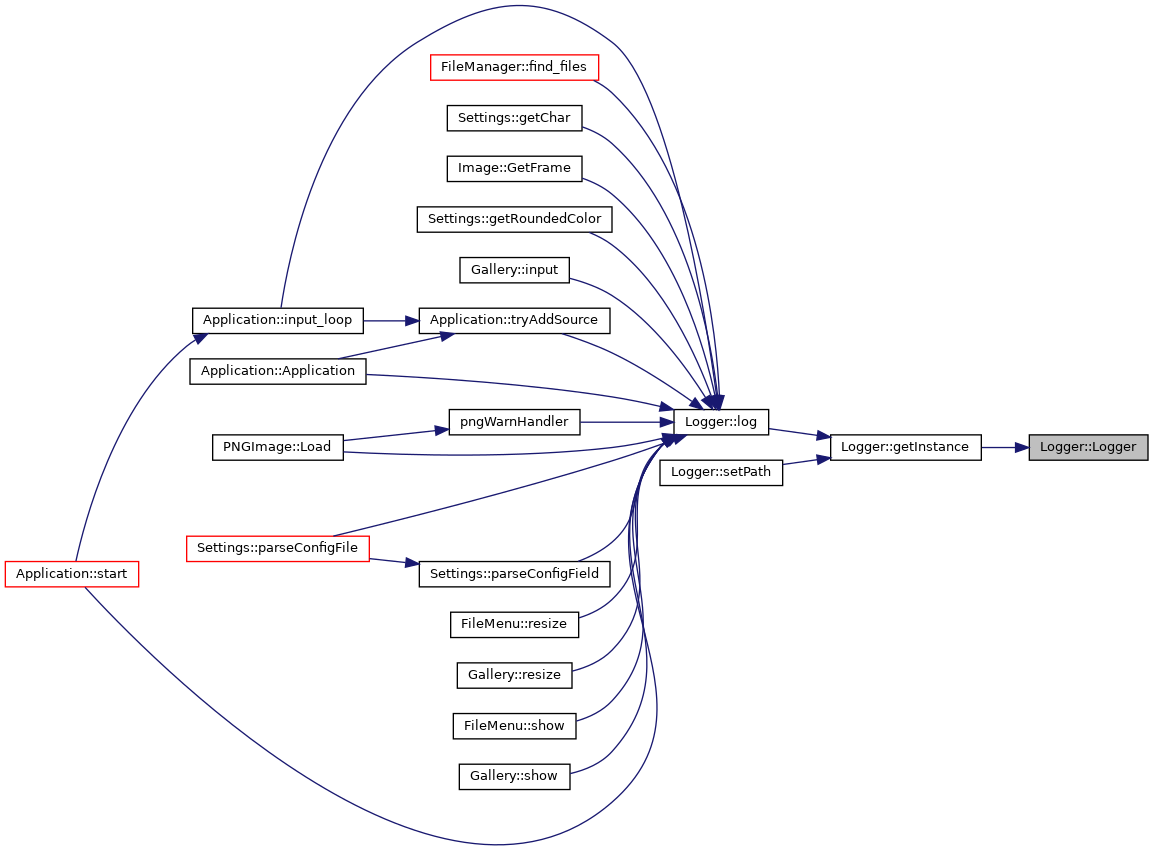 FileManager::find_files
Settings::getChar
Image::GetFrame
Settings::getRoundedColor
Gallery::input
Application::input_loop
Application::tryAddSource
Application::Application
pngWarnHandler
Logger::log
PNGImage::Load
Logger::getInstance
Logger::Logger
Logger::setPath
Settings::parseConfigFile
Application::start
Settings::parseConfigField
FileMenu::resize
Gallery::resize
FileMenu::show
Gallery::show